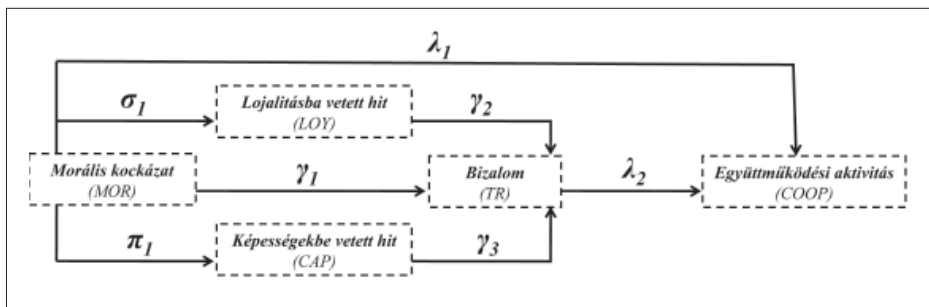 λ1
σ1
Lojalitásba vetett hit
(LOY)
γ2
Morális kockázat
(MOR)
γ1
Bizalom
(TR)
λ2
Együttműködési aktivitás
(COOP)
π1
Képességekbe vetett hit
(CAP)
γ3